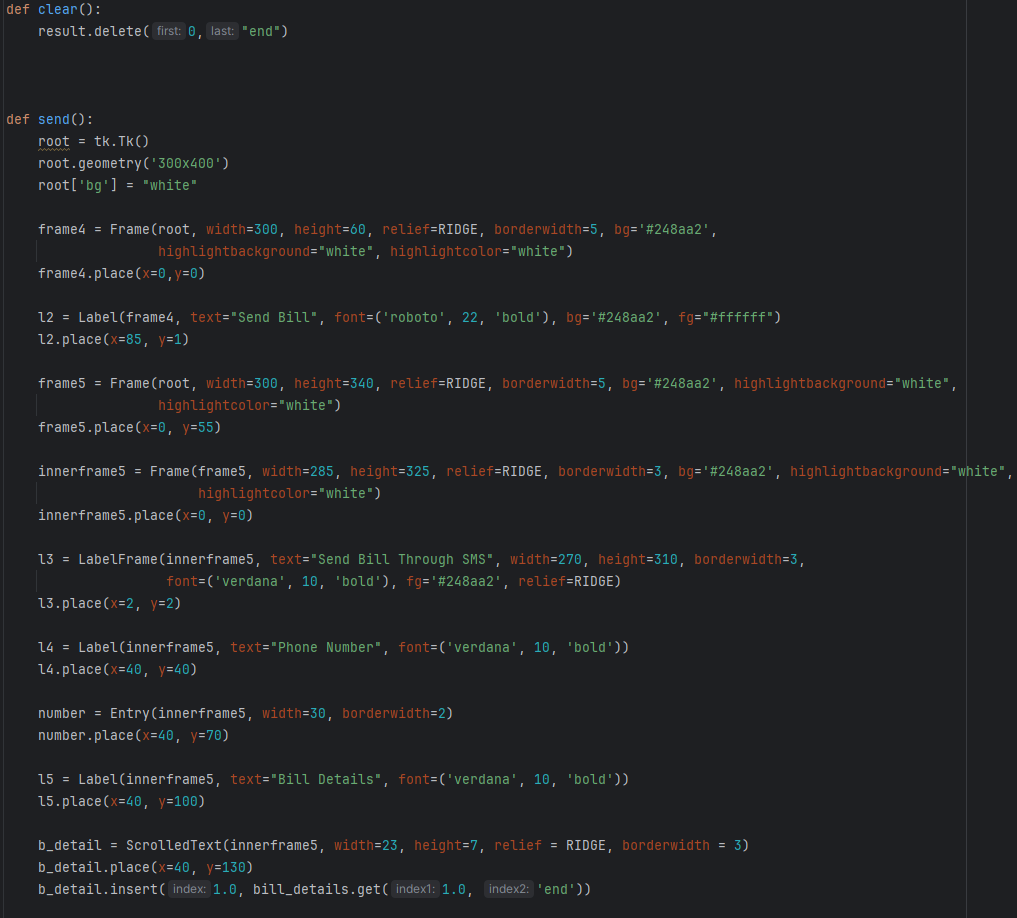 def clear():
    result.delete(first: 0, last: "end")
def send():
    root = tk.Tk()
    root.geometry('300x400')
    root['bg'] = "white"
    frame4 = Frame(root, width=300, height=60, relief=RIDGE, borderwidth=5, bg='#248aa2',
                   highlightbackground="white", highlightcolor="white")
    frame4.place(x=0,y=0)
    l2 = Label(frame4, text="Send Bill", font=('roboto', 22, 'bold'), bg='#248aa2', fg="#ffffff")
    l2.place(x=85, y=1)
    frame5 = Frame(root, width=300, height=340, relief=RIDGE, borderwidth=5, bg='#248aa2', highlightbackground="white",
                   highlightcolor="white")
    frame5.place(x=0, y=55)
    innerframe5 = Frame(frame5, width=285, height=325, relief=RIDGE, borderwidth=3, bg='#248aa2', highlightbackground="white",
                        highlightcolor="white")
    innerframe5.place(x=0, y=0)
    l3 = LabelFrame(innerframe5, text="Send Bill Through SMS", width=270, height=310, borderwidth=3,
                    font=('verdana', 10, 'bold'), fg='#248aa2', relief=RIDGE)
    l3.place(x=2, y=2)
    l4 = Label(innerframe5, text="Phone Number", font=('verdana', 10, 'bold'))
    l4.place(x=40, y=40)
    number = Entry(innerframe5, width=30, borderwidth=2)
    number.place(x=40, y=70)
    l5 = Label(innerframe5, text="Bill Details", font=('verdana', 10, 'bold'))
    l5.place(x=40, y=100)
    b_detail = ScrolledText(innerframe5, width=23, height=7, relief = RIDGE, borderwidth = 3)
    b_detail.place(x=40, y=130)
    b_detail.insert(index: 1.0, bill_details.get(index1: 1.0, index2: 'end'))